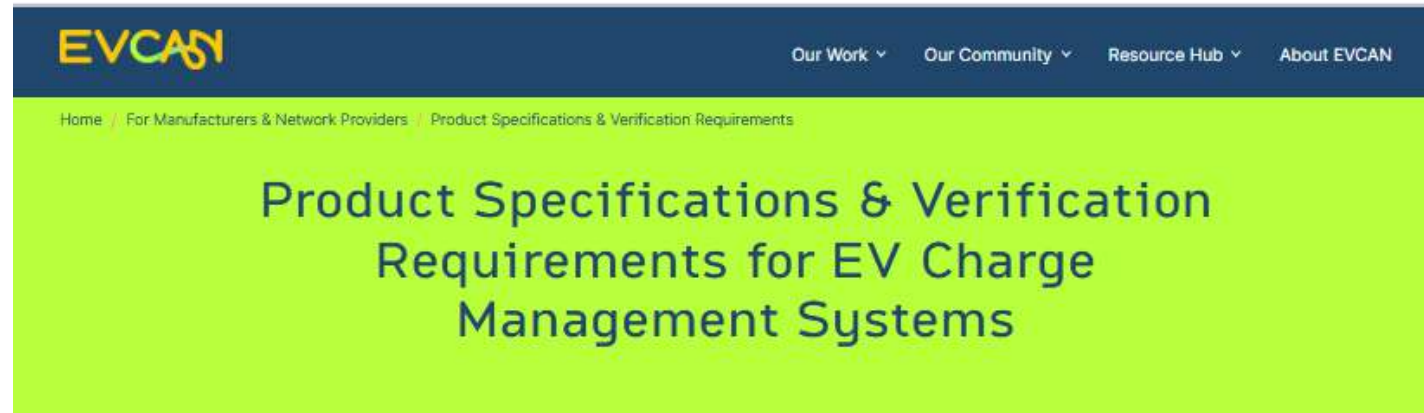 EVCAN
Our Work Our Community Resource Hub About EVCAN
Home / For Manufacturers & Network Providers / Product Specifications & Verification Requirements
Product Specifications & Verification
Requirements for EV Charge
Management Systems